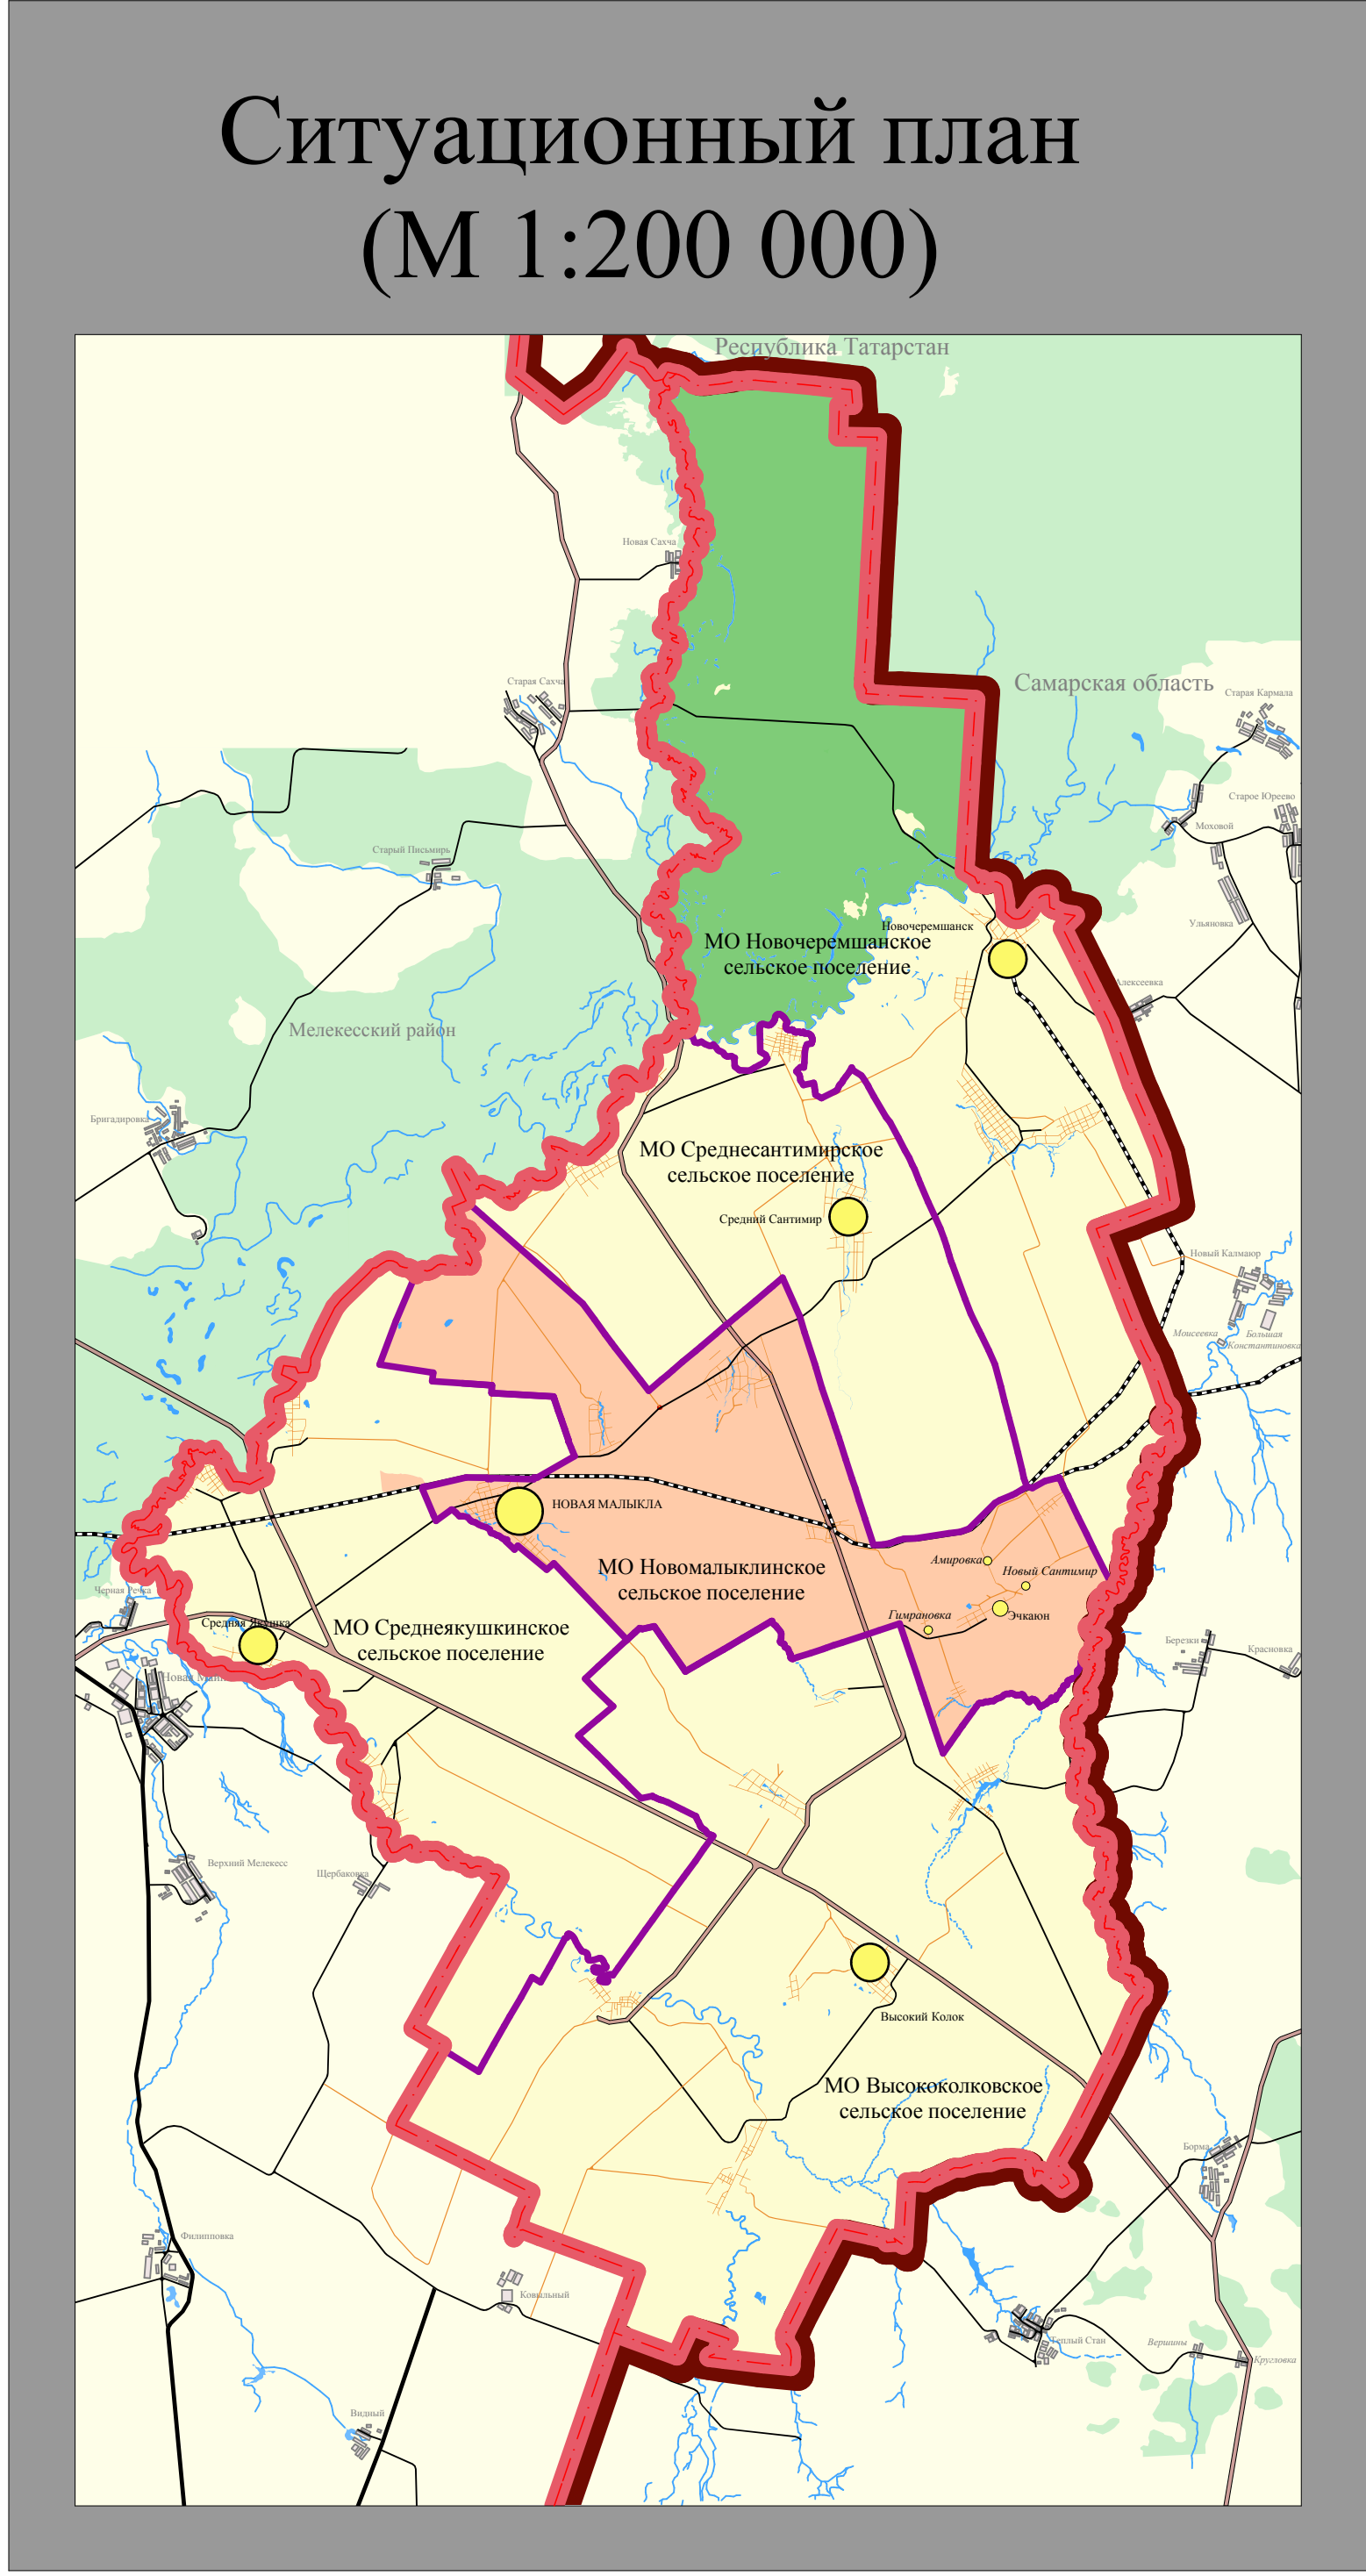 Ситуационный план
(М 1:200 000)
Республика Татарстан
Новая Сахча
Старая Сахча
Самарская область
Старая Кармала
Старое Юреево
Моховой
Старый Письмирь
Ульяновка
Новочеремшанск
МО Новочеремшанское
сельское поселение
Алексеевка
Мелекесский район
Бригадировка
МО Среднесантимирское
сельское поселение
Средний Сантимир
Новый Калмаюр
Моисеевка
Большая
Константиновка
НОВАЯ МАЛЫКЛА
Амировка
Новый Сантимир
МО Новомалыклинское
сельское поселение
Черная Речка
Гимрановка
Эчкаюн
Средняя Якушка
МО Среднеякушкинское
сельское поселение
Березки
Красновка
Новая
Верхний Мелекесс
Щербаковка
Высокий Колок
МО Высококолковское
сельское поселение
Борма
Филипповка
Ковыльный
Теплый Стан
Вершины
Кругловка
Видный